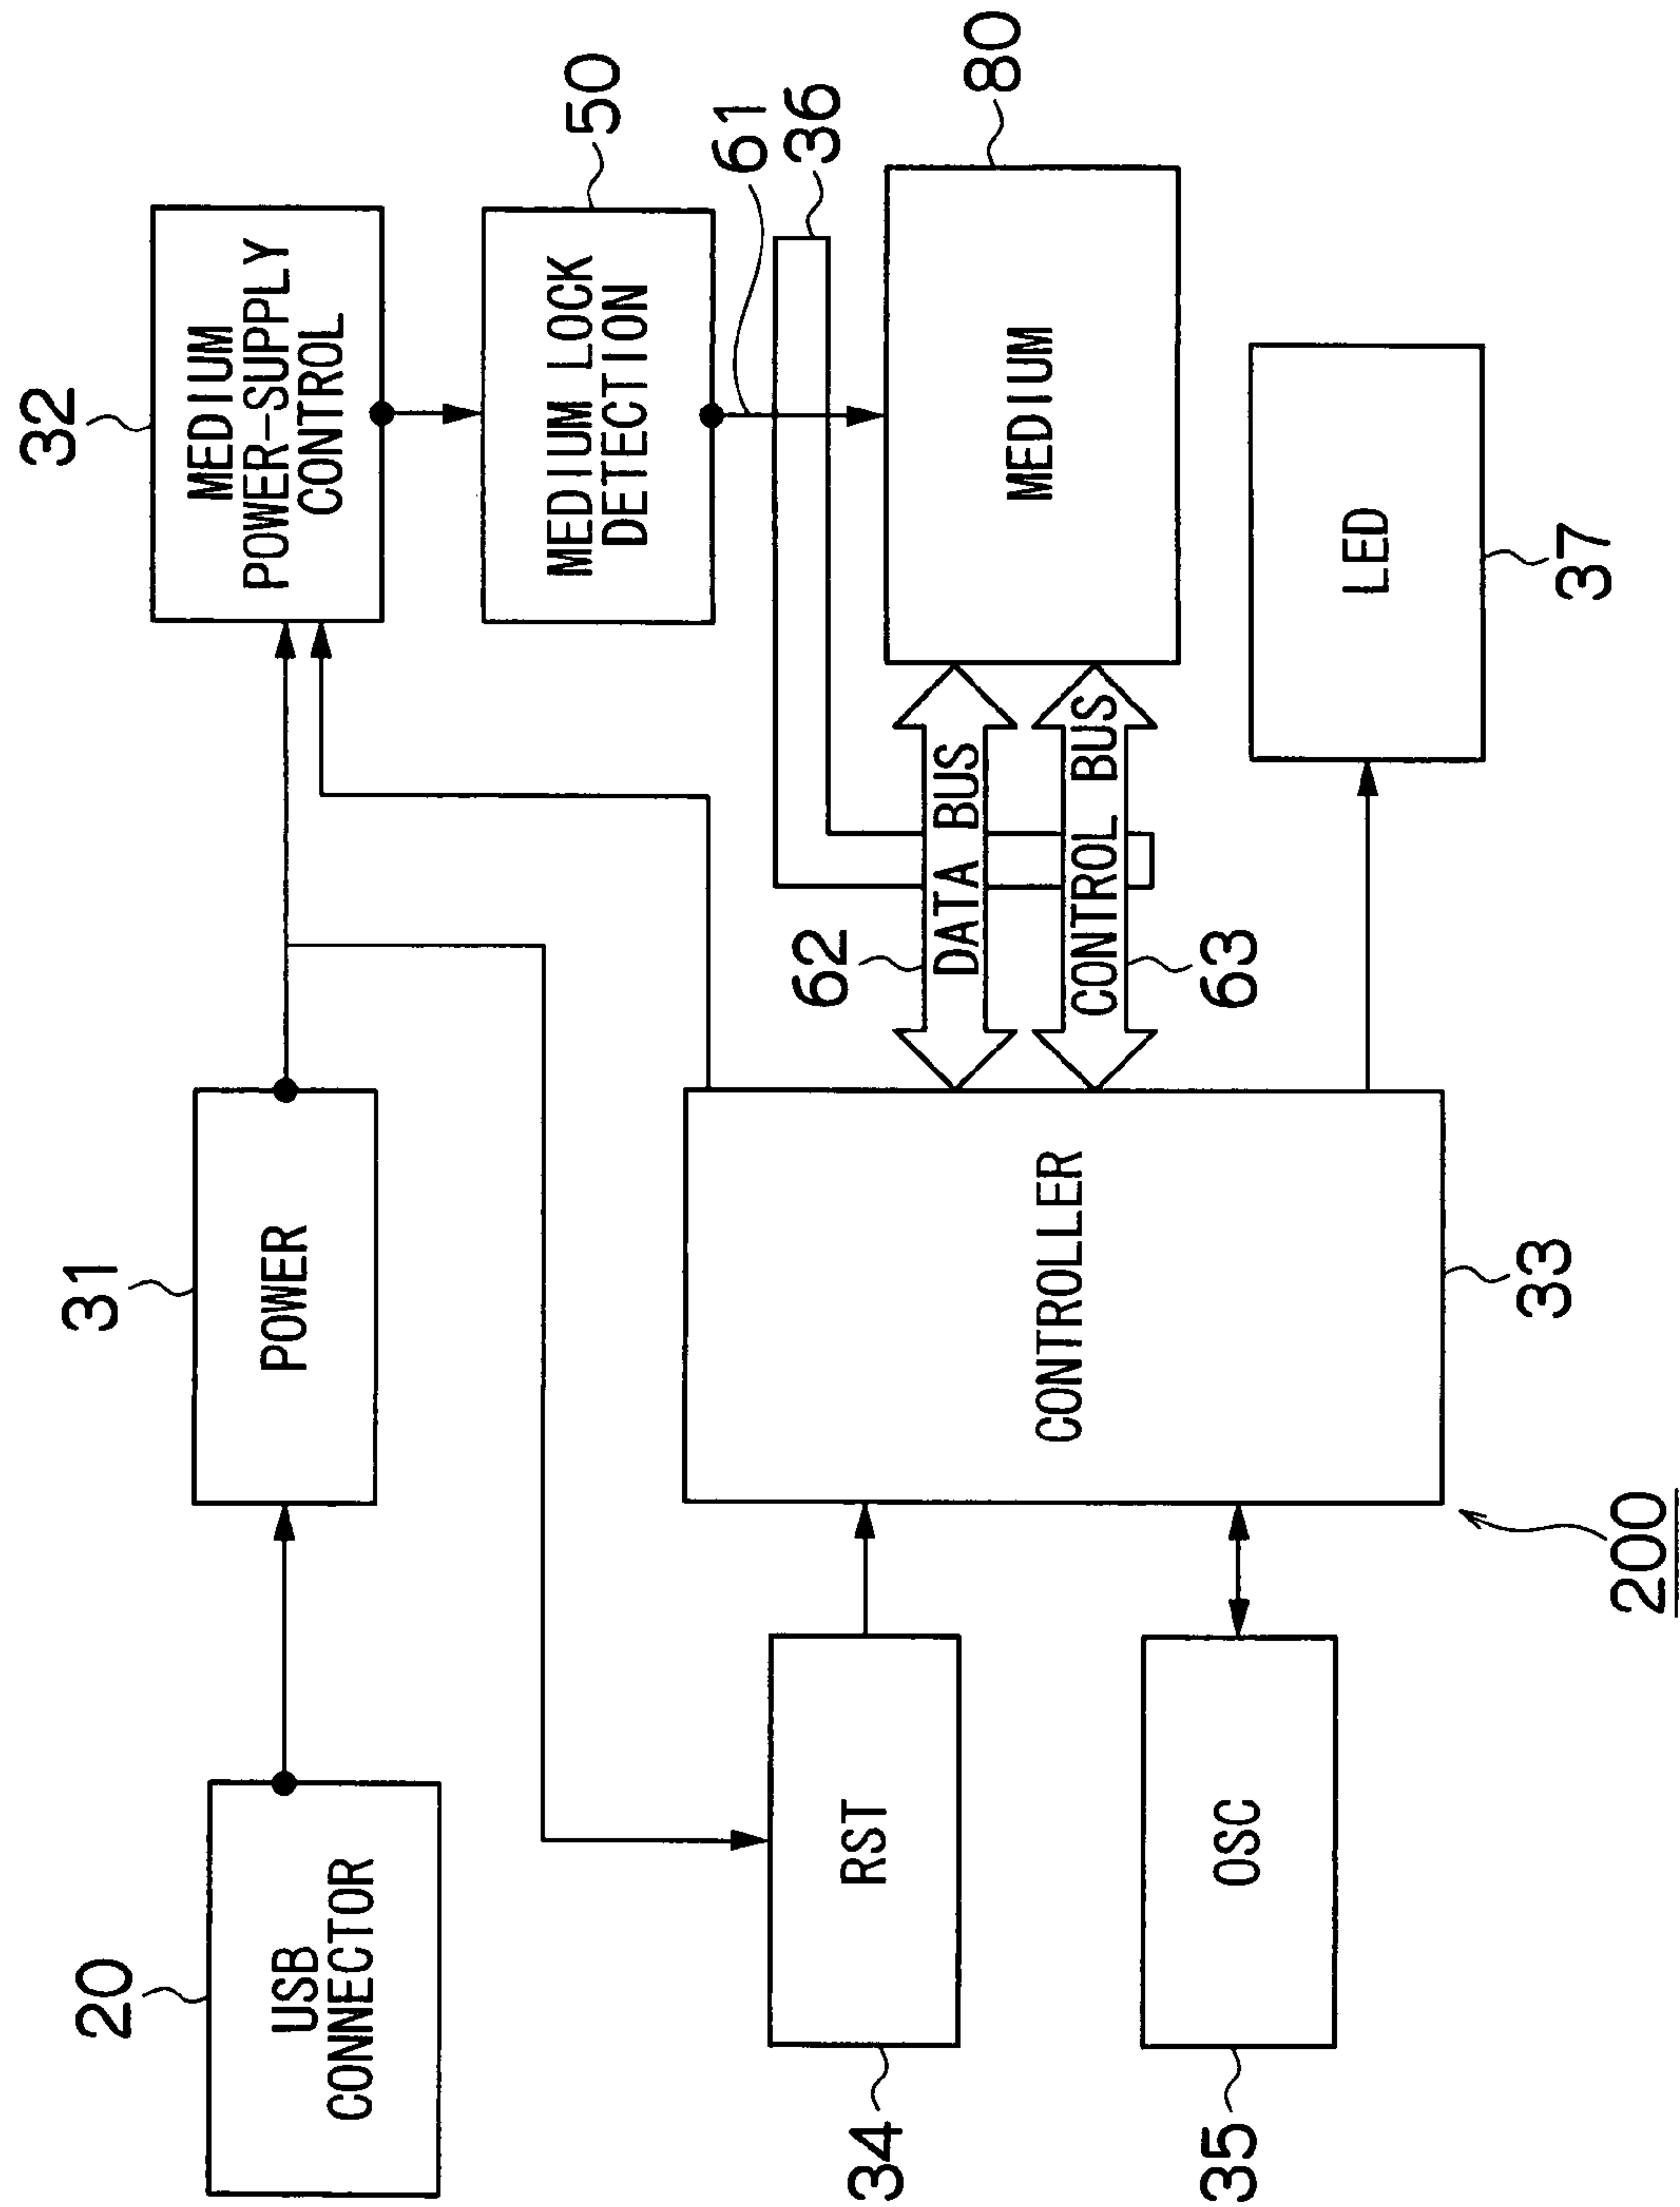 20
USB
CONNECTOR
31
POWER
32
MEDIUM
POWER-SUPPLY
CONTROL
MEDIUM LOCK
DETECTION
50
61
36
34
RST
35
OSC
CONTROLLER
33
200
62
DATA BUS
CONTROL BUS
63
MEDIUM
80
LED
37